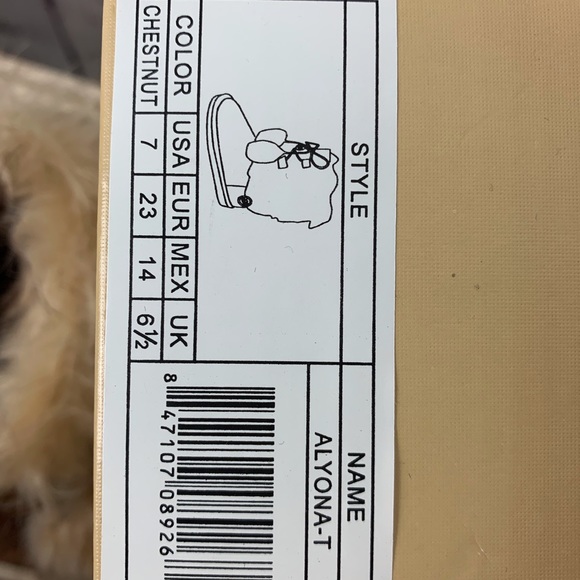 STYLE
NAME
ALYONA-T
COLOR USA EUR MEX UK
CHESTNUT 7 23 14 6½
8 47107 08926